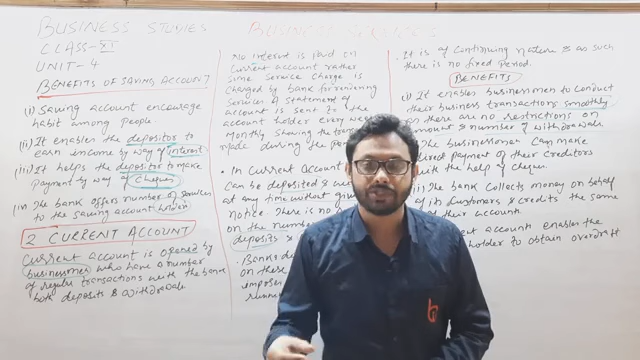 BUSINESS STUDIES
CLASS-XI
UNIT-4
BENEFITS OF SAVING ACCOUNT
(i) Saving account encourage
habit among people.
(ii) It enables the depositor to
earn income by way of interest
(iii) It helps the depositor to make
payment by way of cheques
(iv) The bank offers number of services
to the saving account holder
2 CURRENT ACCOUNT
Current account is opened by
businessmen who have a number
of regular transactions with the bank
both deposits & withdrawals
No interest is paid on
current account rather
some service charge is
charged by bank for rendering
services. A statement of
account is sent to the
account holder every
Monthly showing the
made during the
• In current Account
Can be deposited &
at any time without
notice. There is no
on the number
deposits &
• Banks
on these
impose
runnin
• It is of Continuing nature & as such
there is no fixed period.
BENEFITS
(i) It enables businessmen to conduct
their business transactions smoothly
as there are no restrictions on
amount & number of withdrawals
The businessmen can make
direct payment of their creditors
with the help of cheques.
The bank collects money on behalf
of its customers & credits the same
their account.
account enables the
holder to obtain overdraft